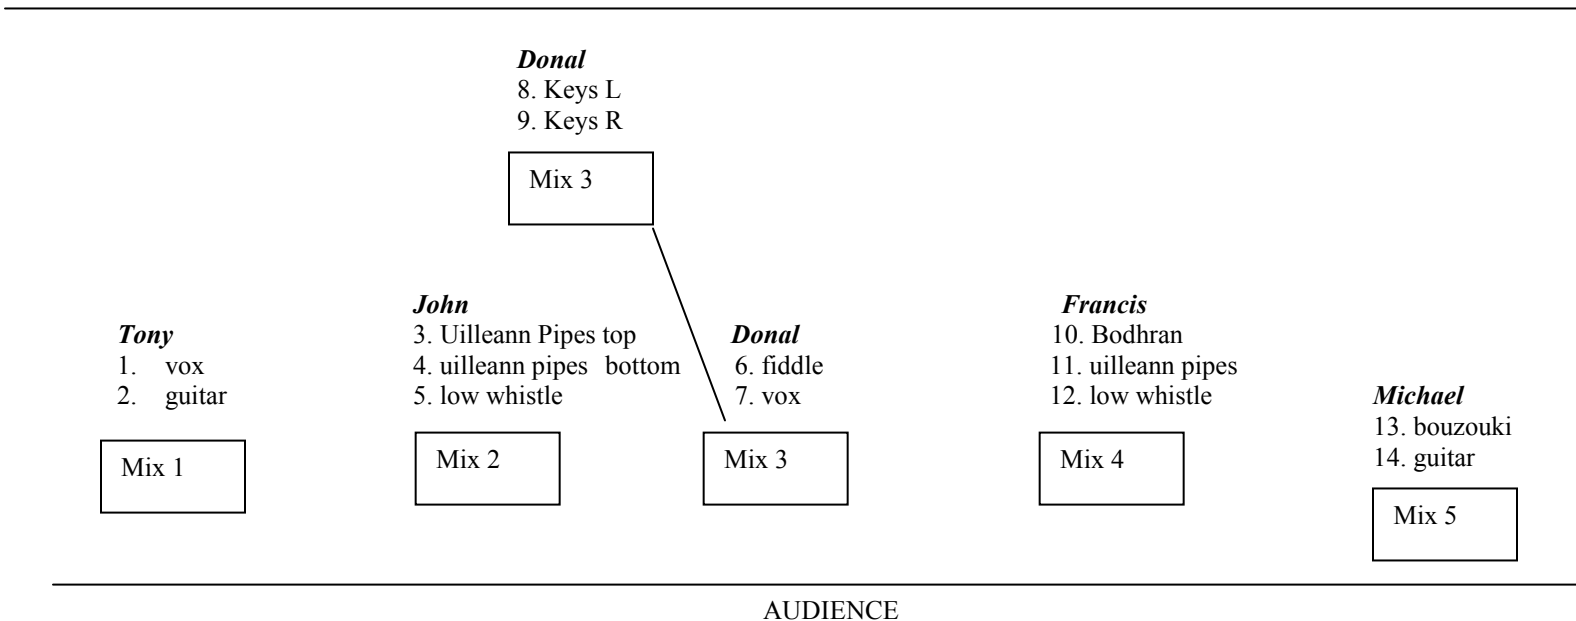 Donal
8. Keys L
9. Keys R
Mix 3
Tony
1. vox
2. guitar
Mix 1
John
3. Uilleann Pipes top
4. uilleann pipes bottom
5. low whistle
Mix 2
Donal
6. fiddle
7. vox
Mix 3
Francis
10. Bodhran
11. uilleann pipes
12. low whistle
Mix 4
Michael
13. bouzouki
14. guitar
Mix 5
AUDIENCE